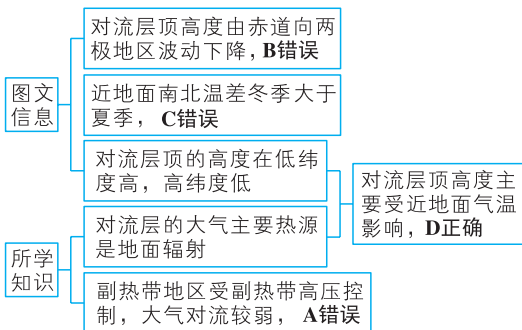 对流层顶高度由赤道向两
极地区波动下降，B错误
图文
信息
近地面南北温差冬季大于
夏季，C错误
对流层顶的高度在低纬
度高，高纬度低
对流层顶高度主
要受近地面气温
影响，D正确
对流层的大气主要热源
是地面辐射
所学
知识
副热带地区受副热带高压控
制，大气对流较弱，A错误